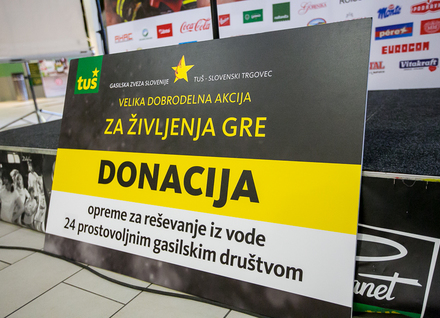 tuš
GASILSKA ZVEZA SLOVENIJE
TUŠ - SLOVENSKI TRGOVEC
VELIKA DOBRODELNA AKCIJA
ZA ŽIVLJENJA GRE
DONACIJA
opreme za reševanje iz vode
24 prostovoljnim gasilskim društvom
Coca-Cola
EUROCOM
Vitakraft